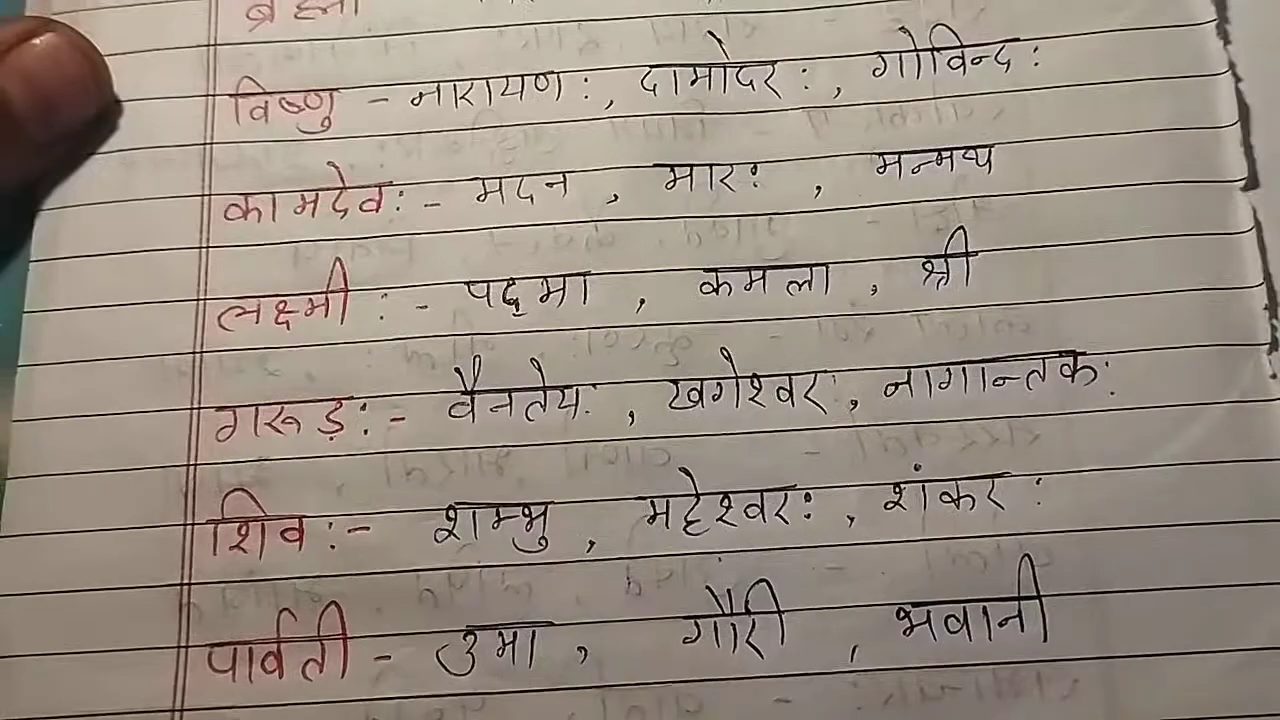 ब्रह्मा
विष्णु - नारायण:, दामोदर:, गोविन्द:
कामदेव:- मदन, मार:, मन्मथ
लक्ष्मी:- पद्मा, कमला, श्री
गरूड़:- वैनतेय:, खगेश्वर:, नागान्तक:
शिव:- शम्भु, महेश्वर:, शंकर:
पार्वती - उमा, गौरी, भवानी